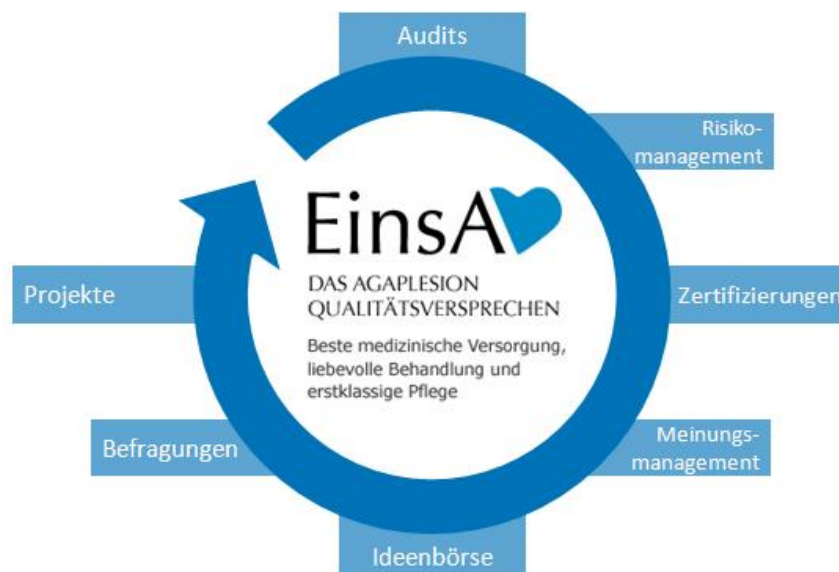 Audits
Risiko-
management
Zertifizierungen
Meinungs-
management
Ideenbörse
Befragungen
Projekte
EinsA
DAS AGAPLESION
QUALITÄTSVERSPRECHEN
Beste medizinische Versorgung,
liebevolle Behandlung und
erstklassige Pflege